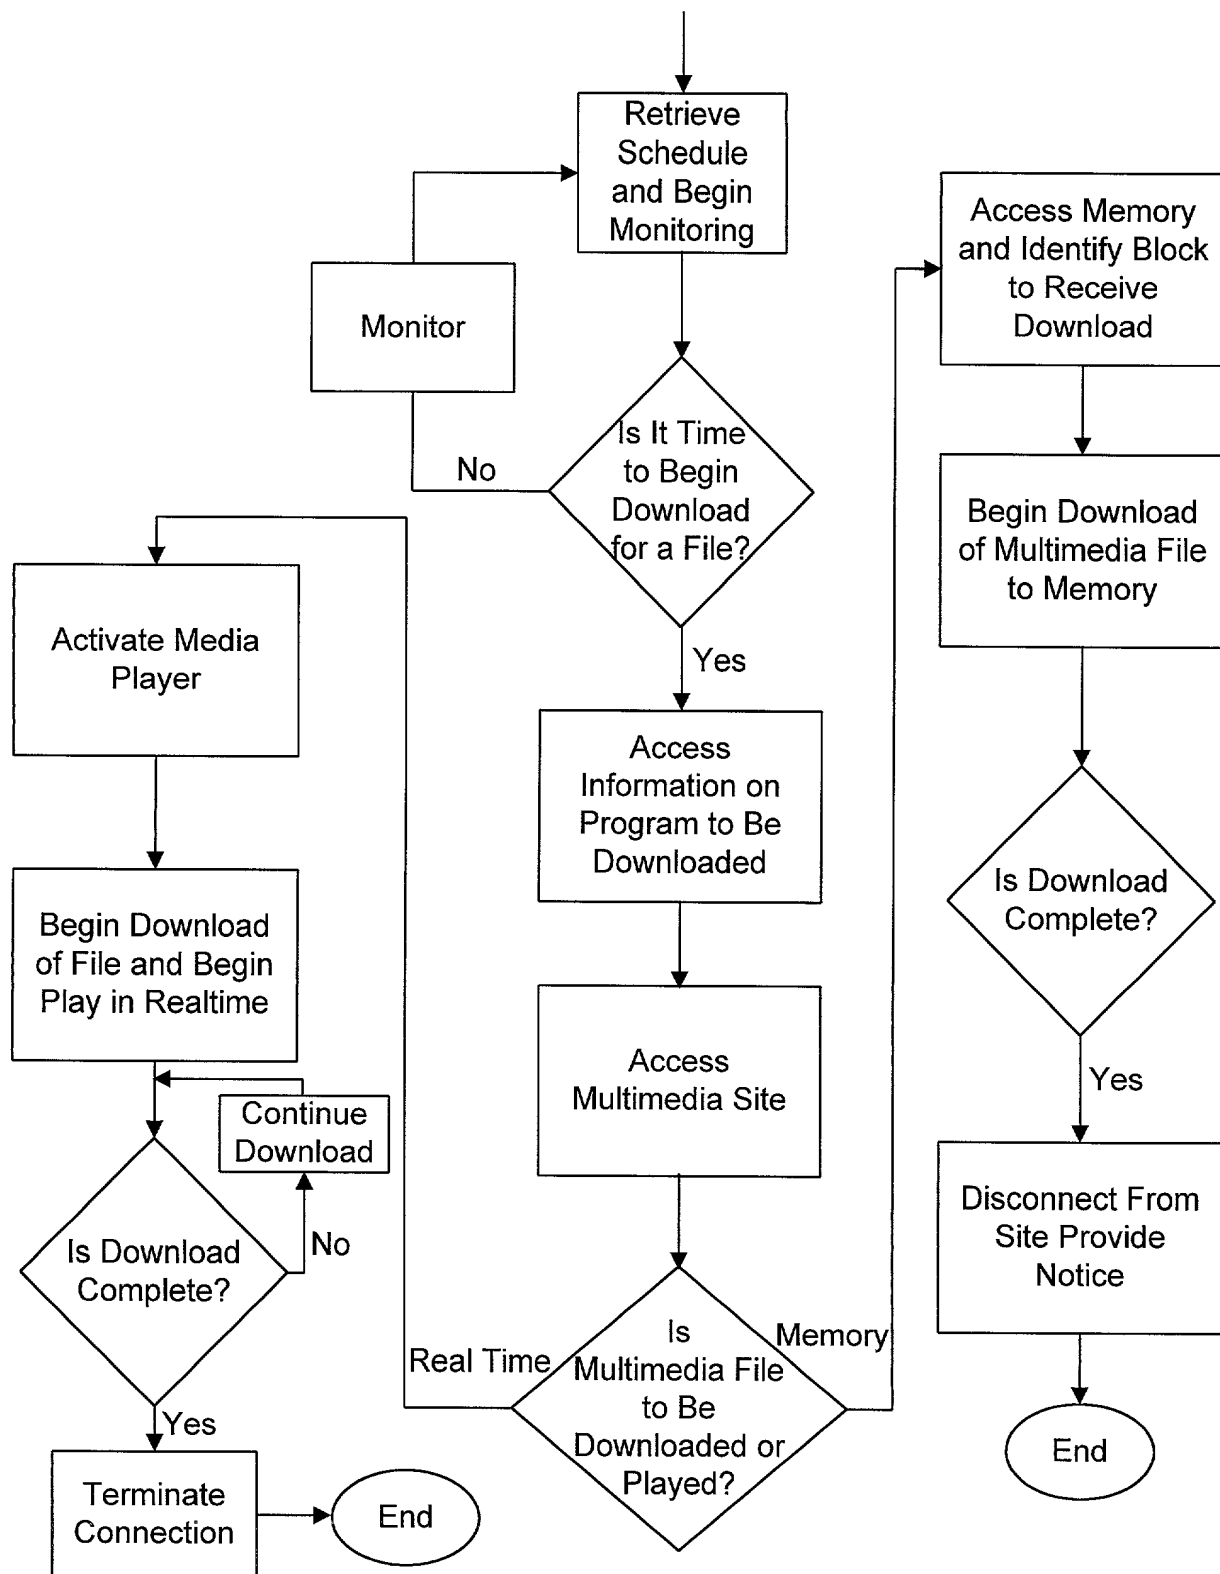 Retrieve
Schedule
and Begin
Monitoring
Monitor
Is It Time
to Begin
Download
for a File?
No
Yes
Access
Information on
Program to Be
Downloaded
Access
Multimedia Site
Is
Multimedia File
to Be
Downloaded or
Played?
Real Time
Memory
Activate Media
Player
Begin Download
of File and Begin
Play in Realtime
Continue
Download
No
Is Download
Complete?
Yes
Terminate
Connection
End
Access Memory
and Identify Block
to Receive
Download
Begin Download
of Multimedia File
to Memory
Is Download
Complete?
Yes
Disconnect From
Site Provide
Notice
End